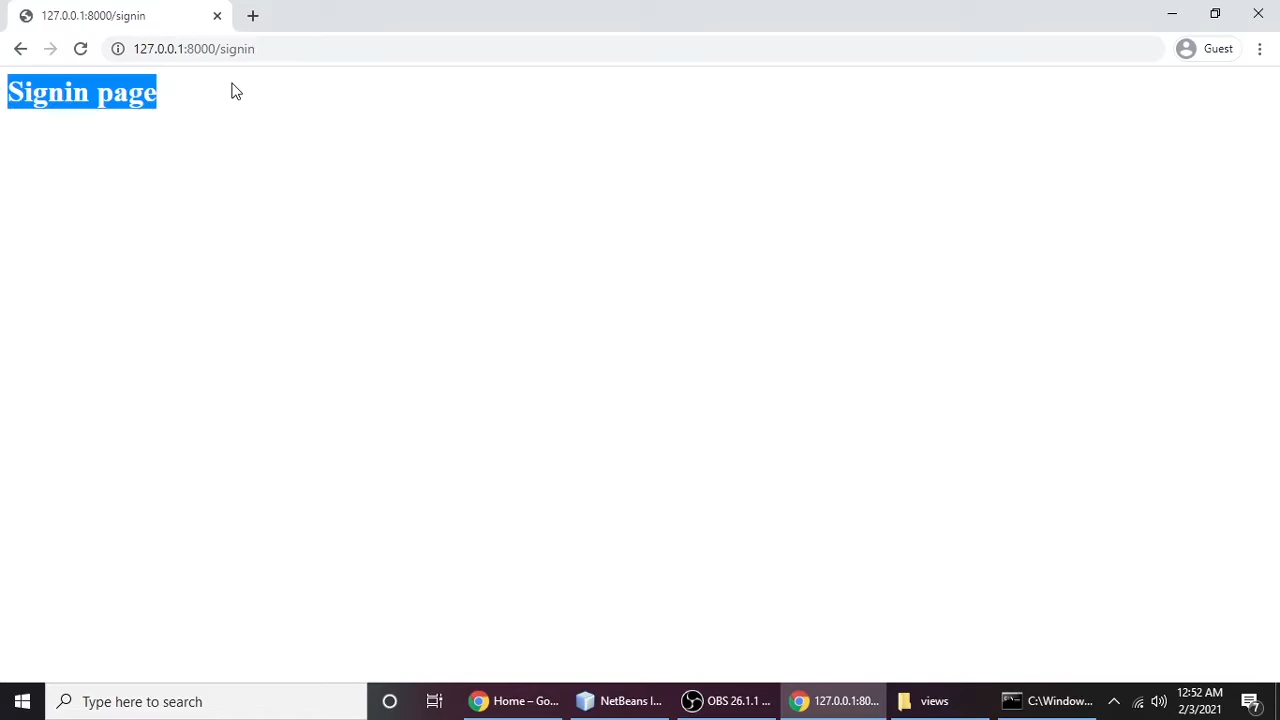 127.0.0.1:8000/signin
127.0.0.1:8000/signin
Guest
Signin page
Type here to search
Home – Go...
NetBeans I...
OBS 26.1.1 ...
127.0.0.1:80...
views
C:\Window...
12:52 AM
2/3/2021
7